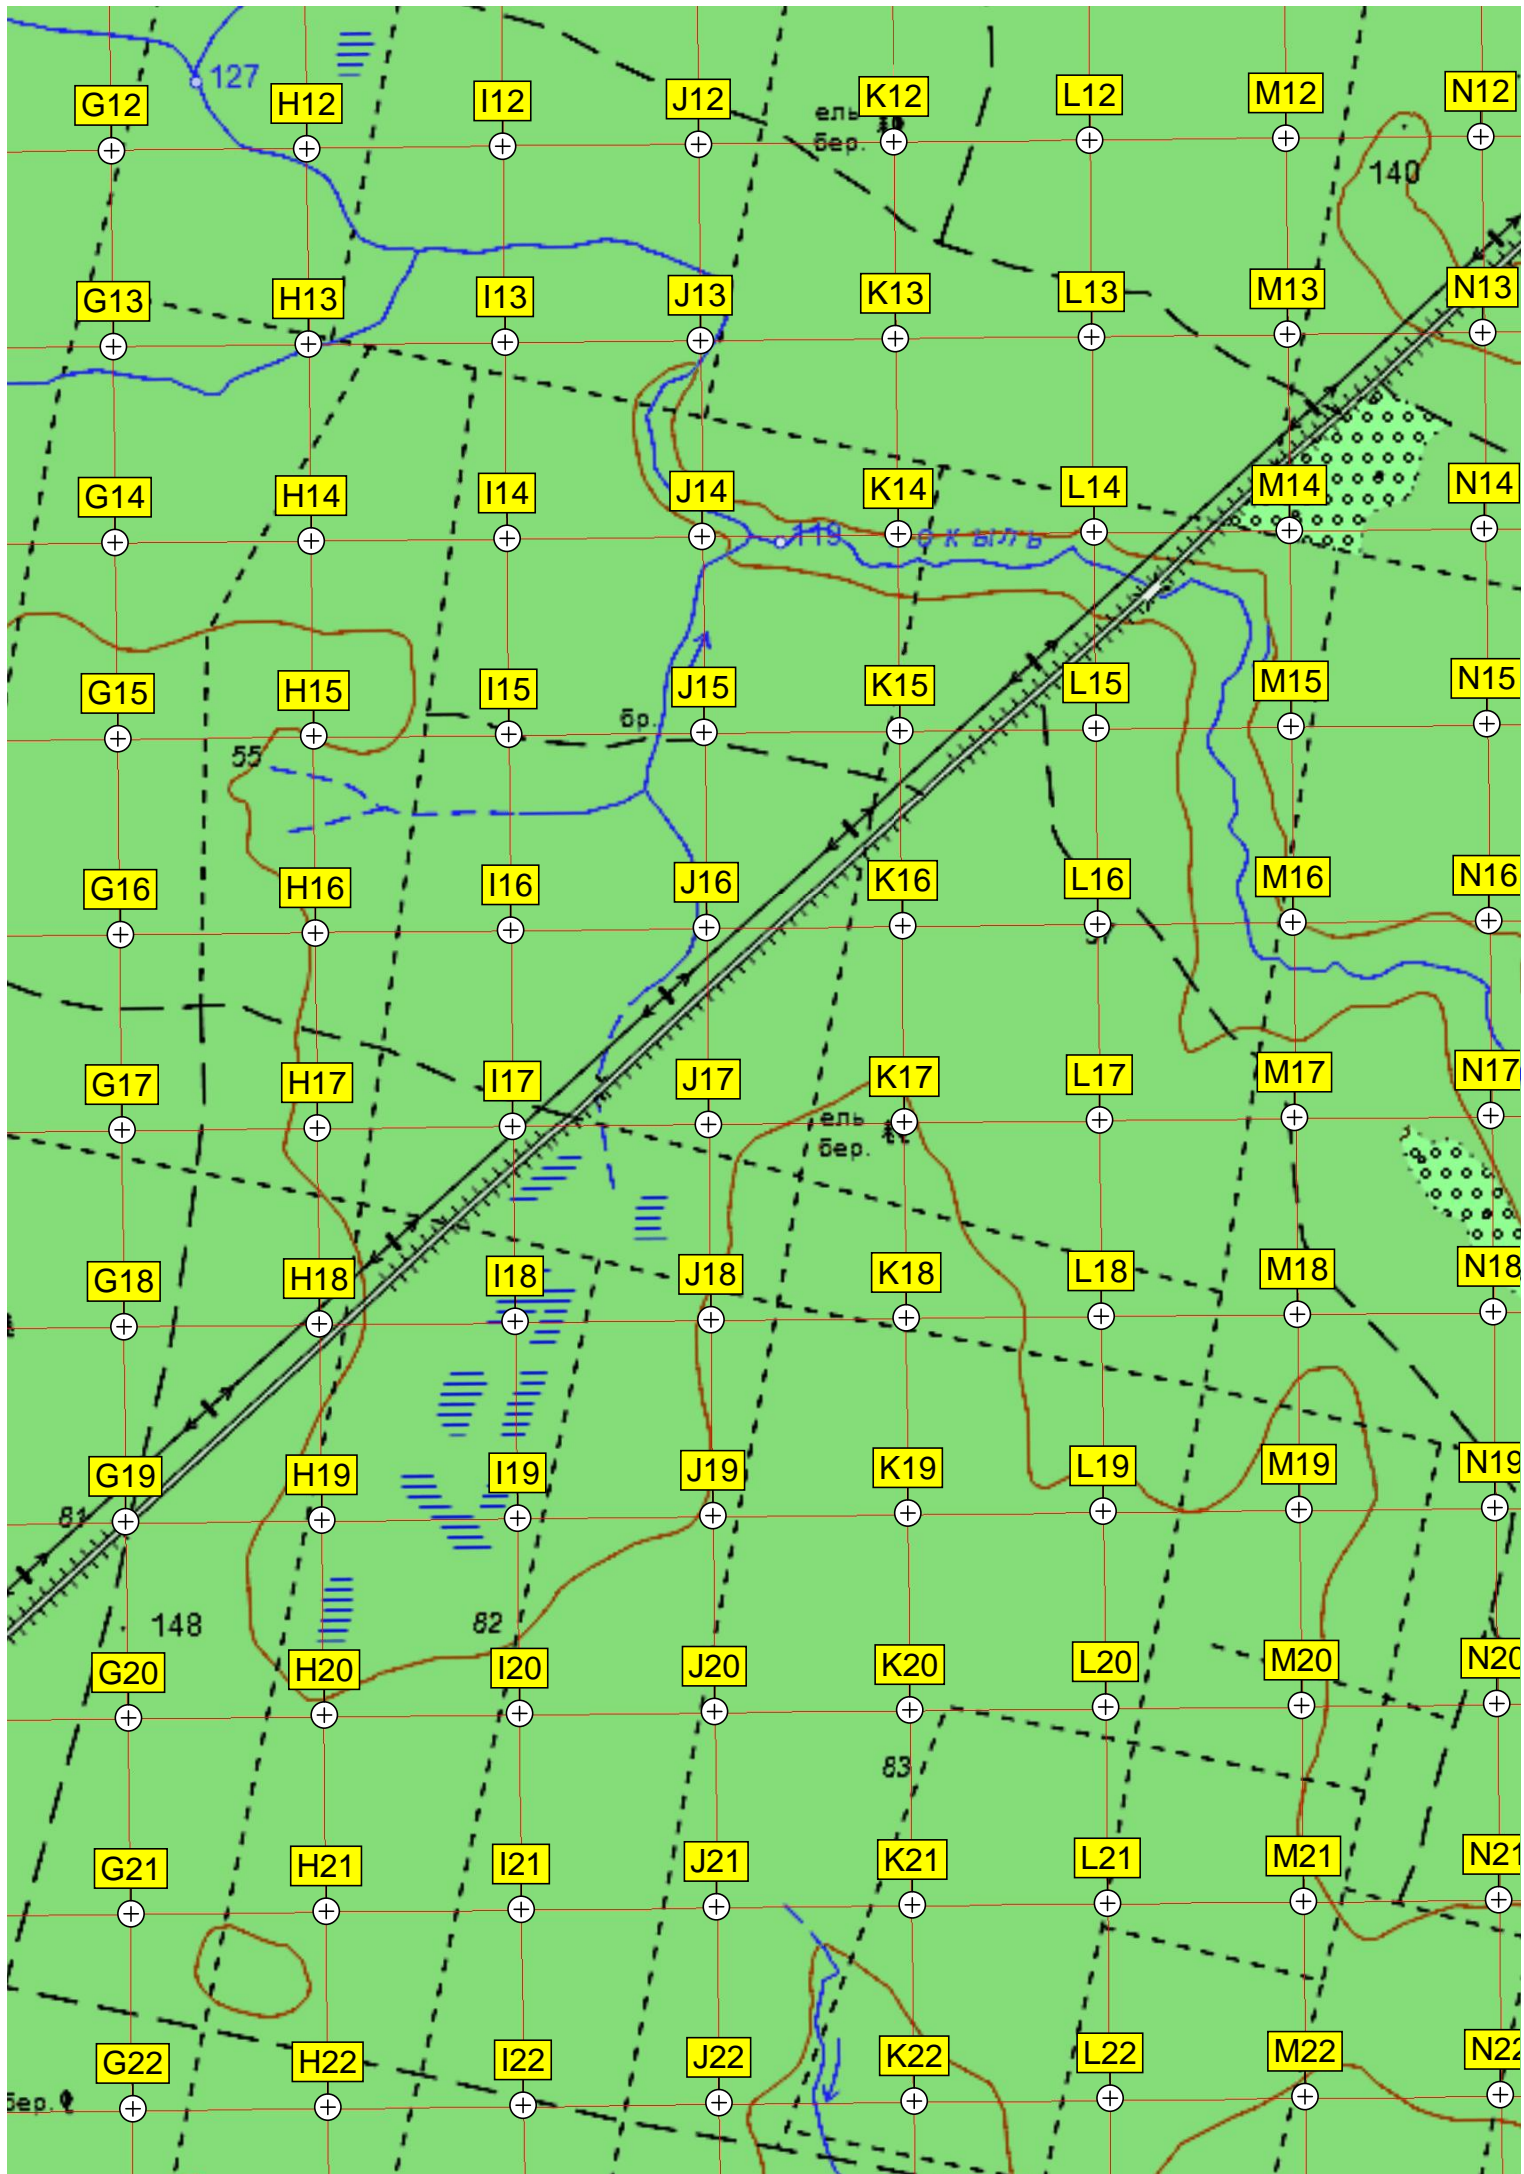 127
G12 H12 I12 J12 K12 L12 M12 N12
ель
бер.
140
G13 H13 I13 J13 K13 L13 M13 N13
G14 H14 I14 J14 K14 L14 M14 N14
119
G15 H15 I15 J15 K15 L15 M15 N15
бр.
55
G16 H16 I16 J16 K16 L16 M16 N16
G17 H17 I17 J17 K17 L17 M17 N17
ель
бер.
G18 H18 I18 J18 K18 L18 M18 N18
G19 H19 I19 J19 K19 L19 M19 N19
81
148
82
G20 H20 I20 J20 K20 L20 M20 N20
83
G21 H21 I21 J21 K21 L21 M21 N21
G22 H22 I22 J22 K22 L22 M22 N22
бер.